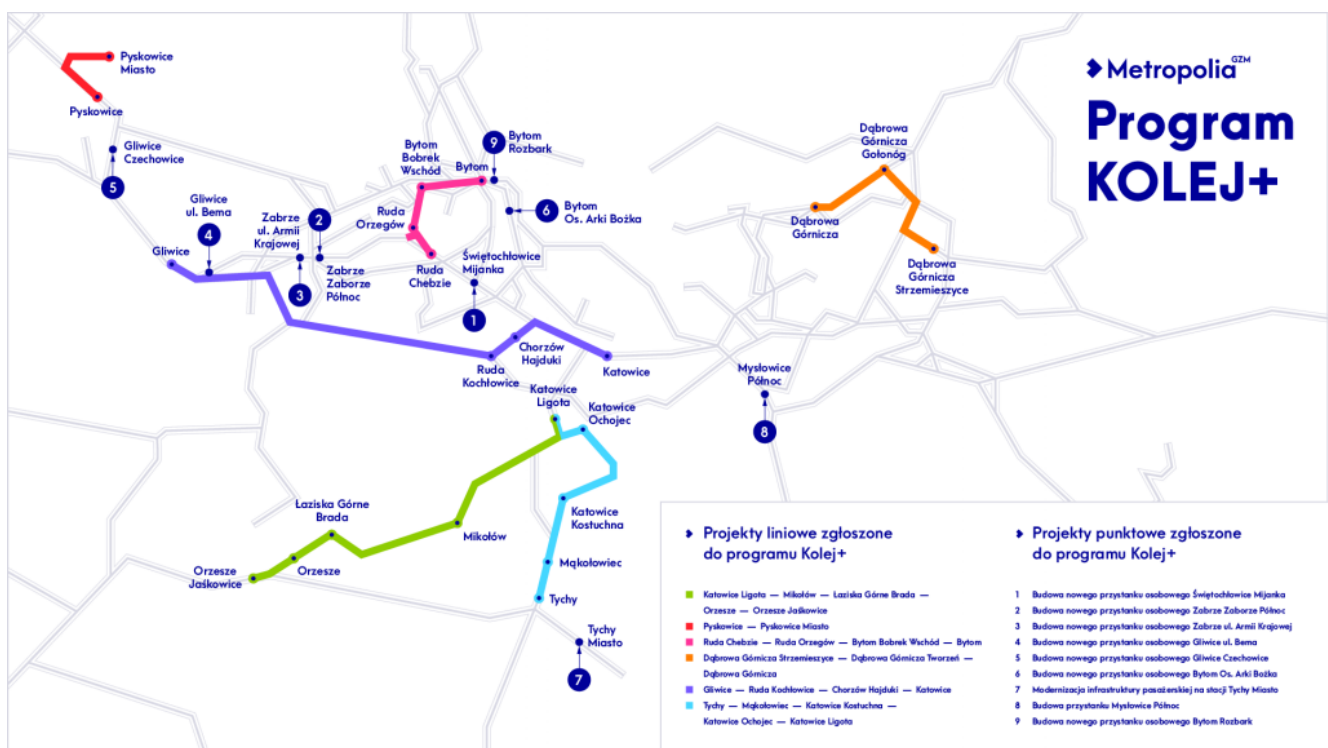 Metropolia GZM
Program
KOLEJ+
Pyskowice
Miasto
Pyskowice
Gliwice
Czechowice
5
Gliwice
ul. Bema
4
Gliwice
Zabrze
ul. Armii
Krajowej
3
2
Zabrze
Zaborze
Północ
Bytom
Bobrek
Wschód
Bytom
9
Bytom
Rozbark
6
Bytom
Os. Arki Bożka
Ruda
Orzegów
Ruda
Chebzie
Świętochłowice
Mijanka
1
Chorzów
Hajduki
Ruda
Kochłowice
Katowice
Dąbrowa
Górnicza
Gołonóg
Dąbrowa
Górnicza
Dąbrowa
Górnicza
Strzemieszyce
Mysłowice
Północ
8
Katowice
Ligota
Katowice
Ochojec
Katowice
Kostuchna
Łaziska Górne
Brada
Mikołów
Orzesze
Jaśkowice
Orzesze
Mąkołowiec
Tychy
Tychy
Miasto
7
Projekty liniowe zgłoszone
do programu Kolej+
Katowice Ligota — Mikołów — Łaziska Górne Brada —
Orzesze — Orzesze Jaśkowice
Pyskowice — Pyskowice Miasto
Ruda Chebzie — Ruda Orzegów — Bytom Bobrek Wschód — Bytom
Dąbrowa Górnicza Strzemieszyce — Dąbrowa Górnicza Tworzeń —
Dąbrowa Górnicza
Gliwice — Ruda Kochłowice — Chorzów Hajduki — Katowice
Tychy — Mąkołowiec — Katowice Kostuchna —
Katowice Ochojec — Katowice Ligota
Projekty punktowe zgłoszone
do programu Kolej+
1 Budowa nowego przystanku osobowego Świętochłowice Mijanka
2 Budowa nowego przystanku osobowego Zabrze Zaborze Północ
3 Budowa nowego przystanku osobowego Zabrze ul. Armii Krajowej
4 Budowa nowego przystanku osobowego Gliwice ul. Bema
5 Budowa nowego przystanku osobowego Gliwice Czechowice
6 Budowa nowego przystanku osobowego Bytom Os. Arki Bożka
7 Modernizacja infrastruktury pasażerskiej na stacji Tychy Miasto
8 Budowa przystanku Mysłowice Północ
9 Budowa nowego przystanku osobowego Bytom Rozbark